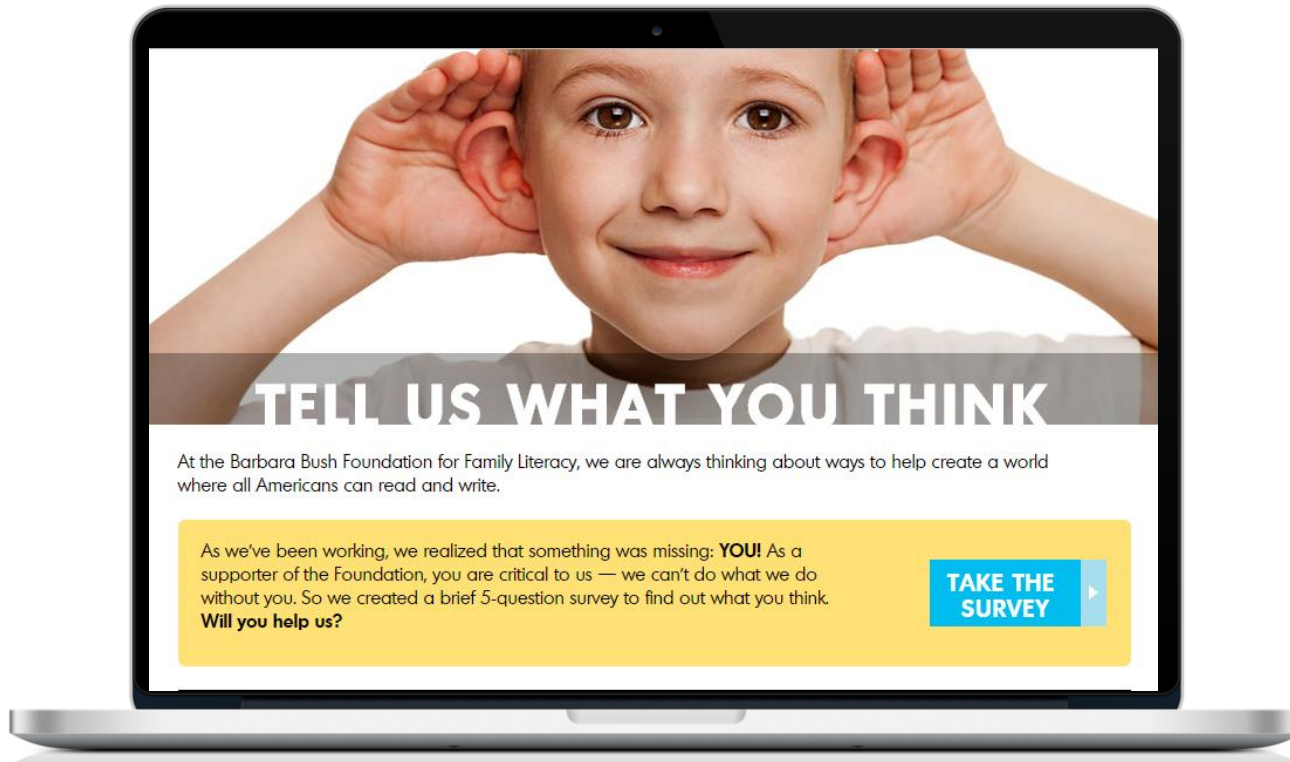 TELL US WHAT YOU THINK
At the Barbara Bush Foundation for Family Literacy, we are always thinking about ways to help create a world
where all Americans can read and write.
As we've been working, we realized that something was missing: YOU! As a
supporter of the Foundation, you are critical to us — we can't do what we do
without you. So we created a brief 5-question survey to find out what you think.
Will you help us?
TAKE THE
SURVEY